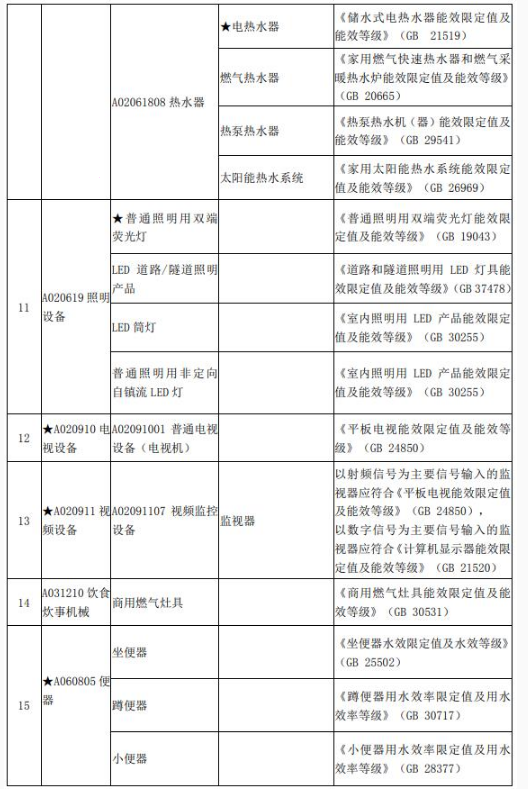 A02061808 热水器
★电热水器
《储水式电热水器能效限定值及
能效等级》（GB 21519）
燃气热水器
《家用燃气快速热水器和燃气采
暖热水炉能效限定值及能效等级》
（GB 20665）
热泵热水器
《热泵热水机（器）能效限定值及
能效等级》（GB 29541）
太阳能热水系统
《家用太阳能热水系统能效限定
值及能效等级》（GB 26969）
11
A020619 照明
设备
★普通照明用双端
荧光灯
《普通照明用双端荧光灯能效限
定值及能效等级》（GB 19043）
LED 道路/隧道照明
产品
《道路和隧道照明用 LED 灯具能
效限定值及能效等级》（GB 37478）
LED 筒灯
《室内照明用 LED 产品能效限定
值及能效等级》（GB 30255）
普通照明用非定向
自镇流 LED 灯
《室内照明用 LED 产品能效限定
值及能效等级》（GB 30255）
12
★A020910 电
视设备
A02091001 普通电视
设备（电视机）
《平板电视能效限定值及能效等
级》（GB 24850）
13
★A020911 视
频设备
A02091107 视频监控
设备
监视器
以射频信号为主要信号输入的监
视器应符合《平板电视能效限定值
及能效等级》（GB 24850），
以数字信号为主要信号输入的监
视器应符合《计算机显示器能效限
定值及能效等级》（GB 21520）
14
A031210 饮食
炊事机械
商用燃气灶具
《商用燃气灶具能效限定值及能
效等级》（GB 30531）
15
★A060805 便
器
坐便器
《坐便器水效限定值及水效等级》
（GB 25502）
蹲便器
《蹲便器用水效率限定值及用水
效率等级》（GB 30717）
小便器
《小便器用水效率限定值及用水
效率等级》（GB 28377）